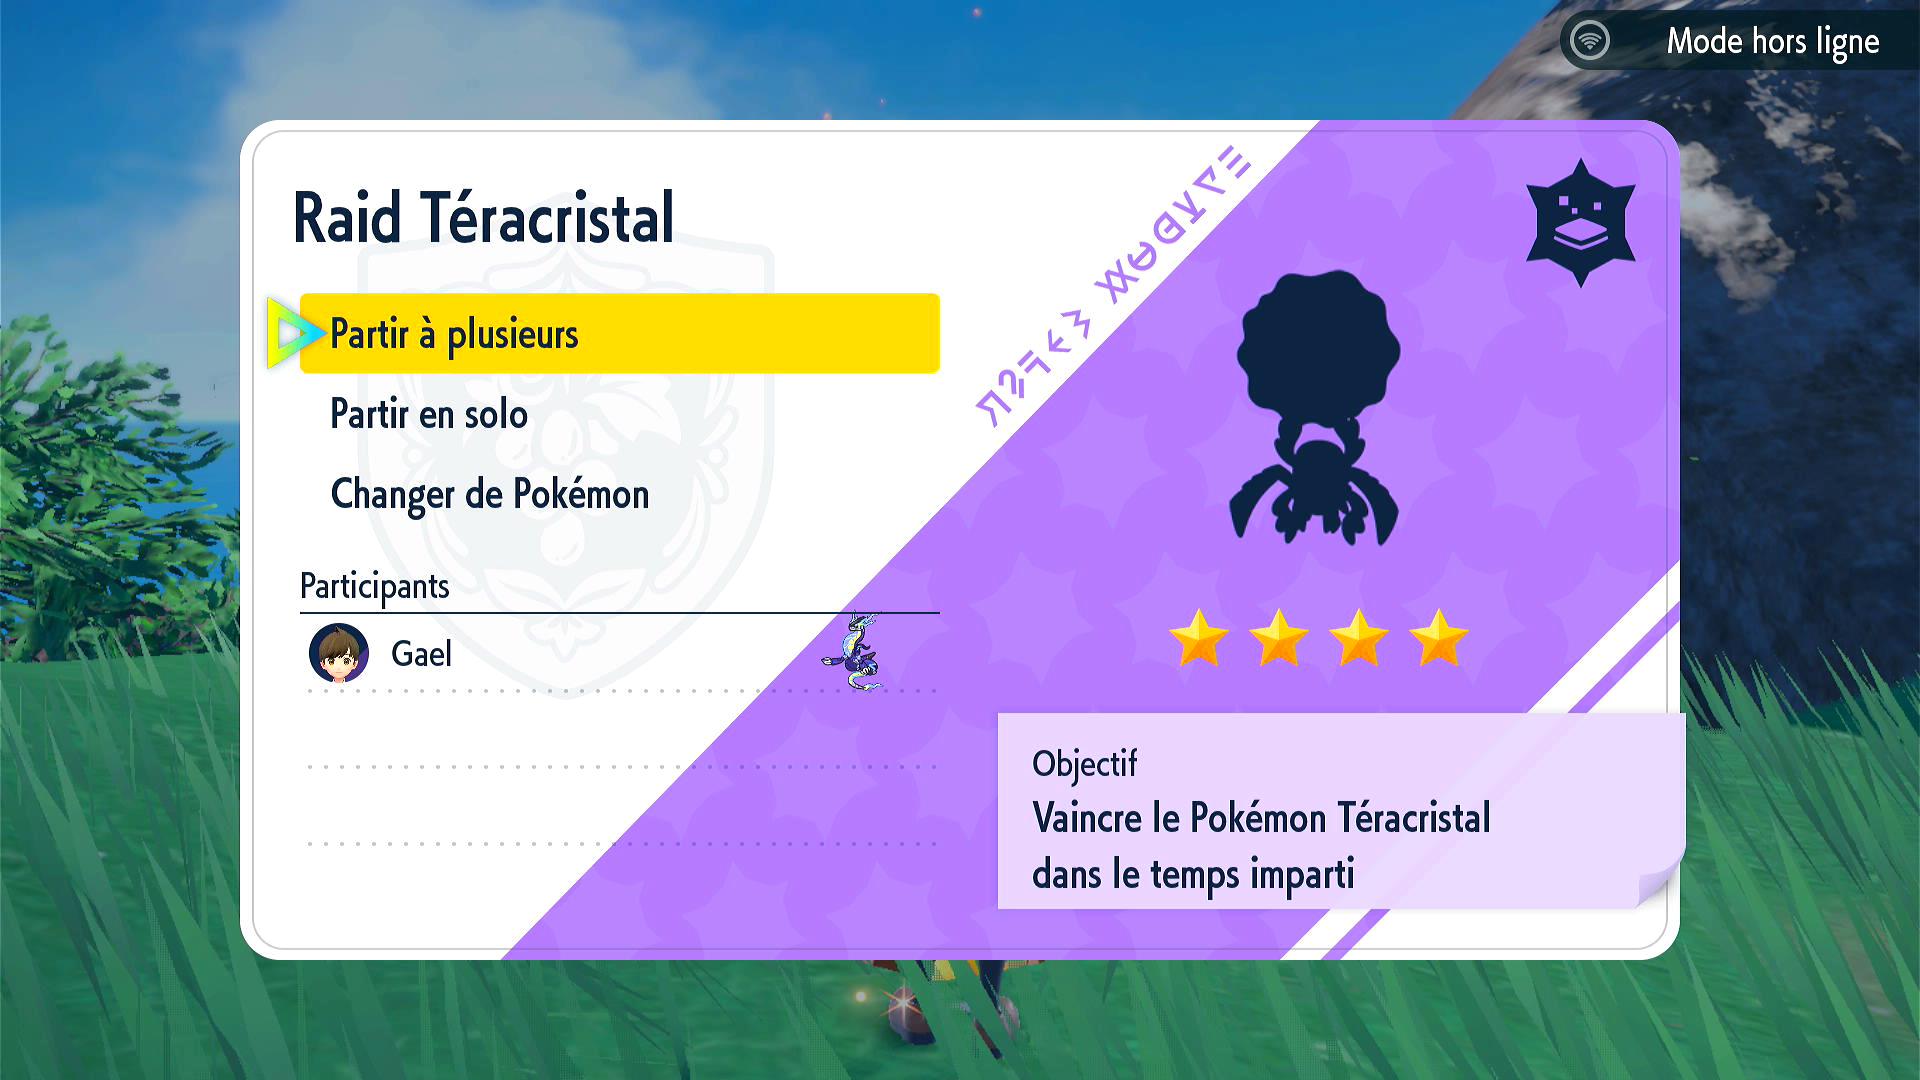 Mode hors ligne
Raid Téracristal
Partir à plusieurs
Partir en solo
Changer de Pokémon
Participants
Gael
Objectif
Vaincre le Pokémon Téracristal
dans le temps imparti